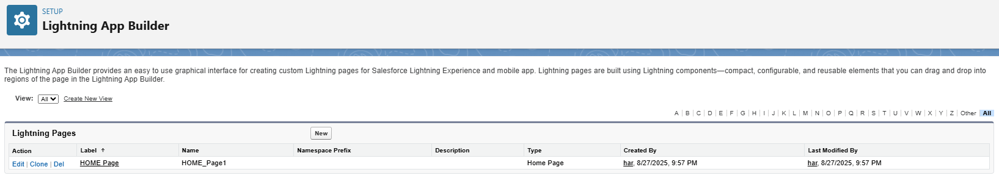 SETUP
Lightning App Builder
The Lightning App Builder provides an easy to use graphical interface for creating custom Lightning pages for Salesforce Lightning Experience and mobile app. Lightning pages are built using Lightning components—compact, configurable, and reusable elements that you can drag and drop into
regions of the page in the Lightning App Builder.
View: All Create New View
A | B | C | D | E | F | G | H | I | J | K | L | M | N | O | P | Q | R | S | T | U | V | W | X | Y | Z | Other All
Lightning Pages New
Action Label ↑ Name Namespace Prefix Description Type Created By Last Modified By
Edit | Clone | Del HOME Page HOME_Page1 Home Page har, 8/27/2025, 9:57 PM har, 8/27/2025, 9:57 PM